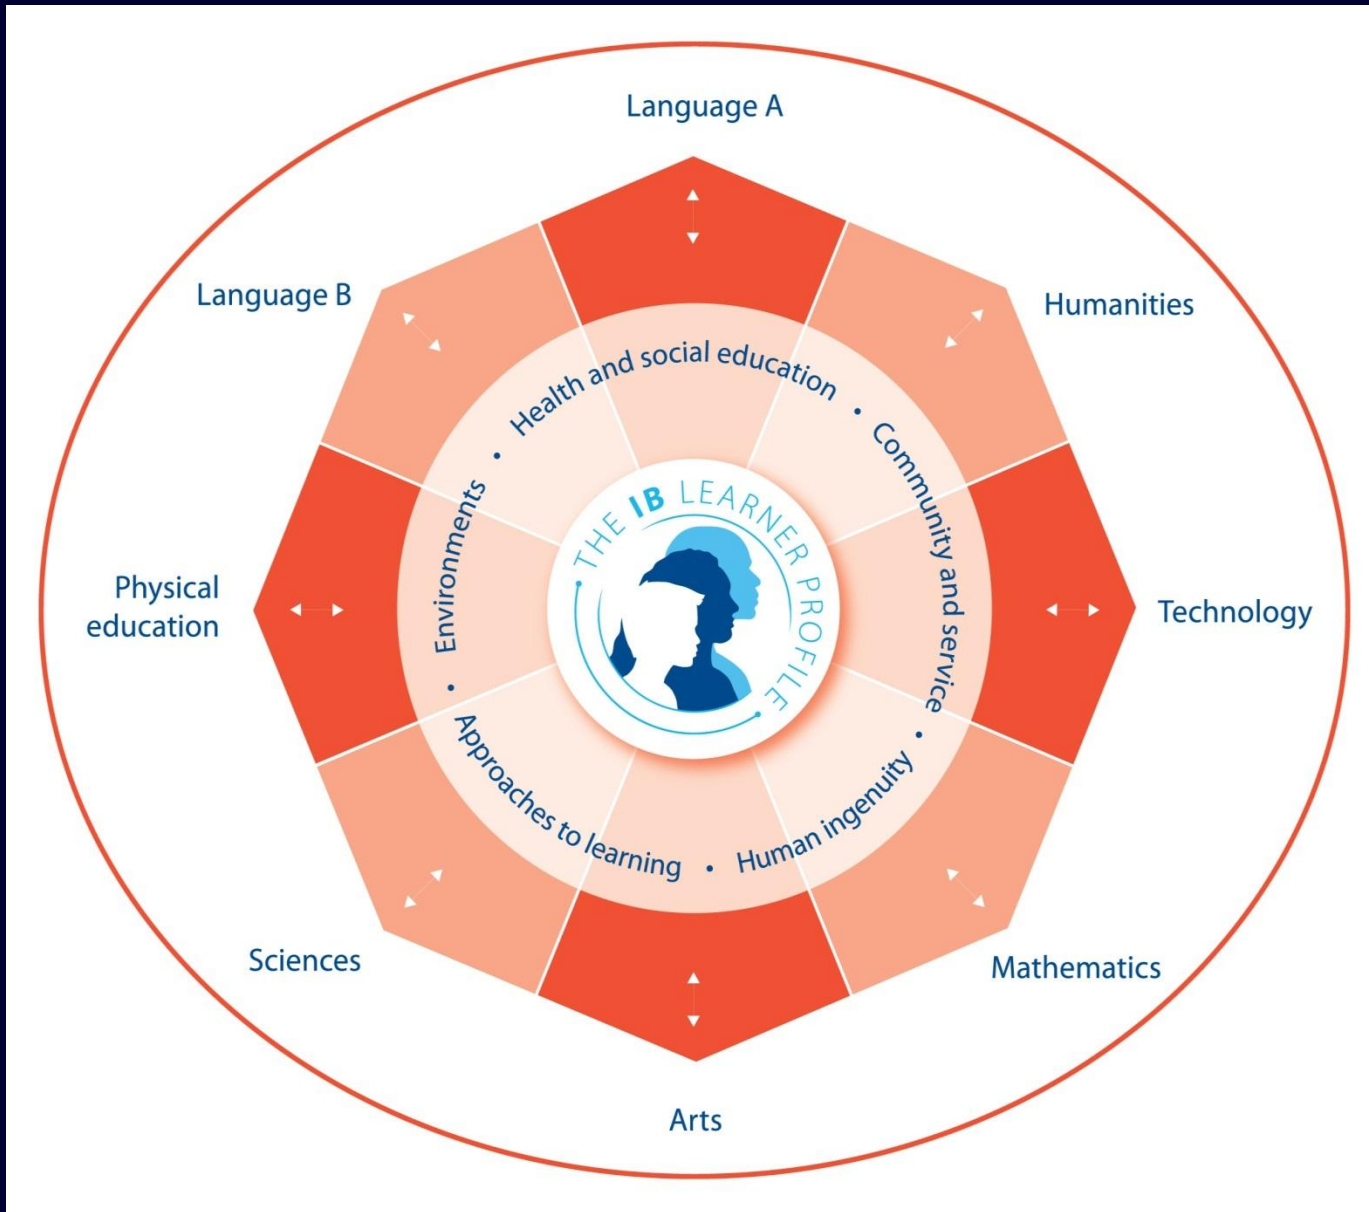 Language A
Language B
Humanities
Health and social education
•
Community and service
•
Environments
•
THE IB LEARNER PROFILE
Physical
education
Technology
•
Approaches to learning
•
Human ingenuity
Sciences
Mathematics
Arts